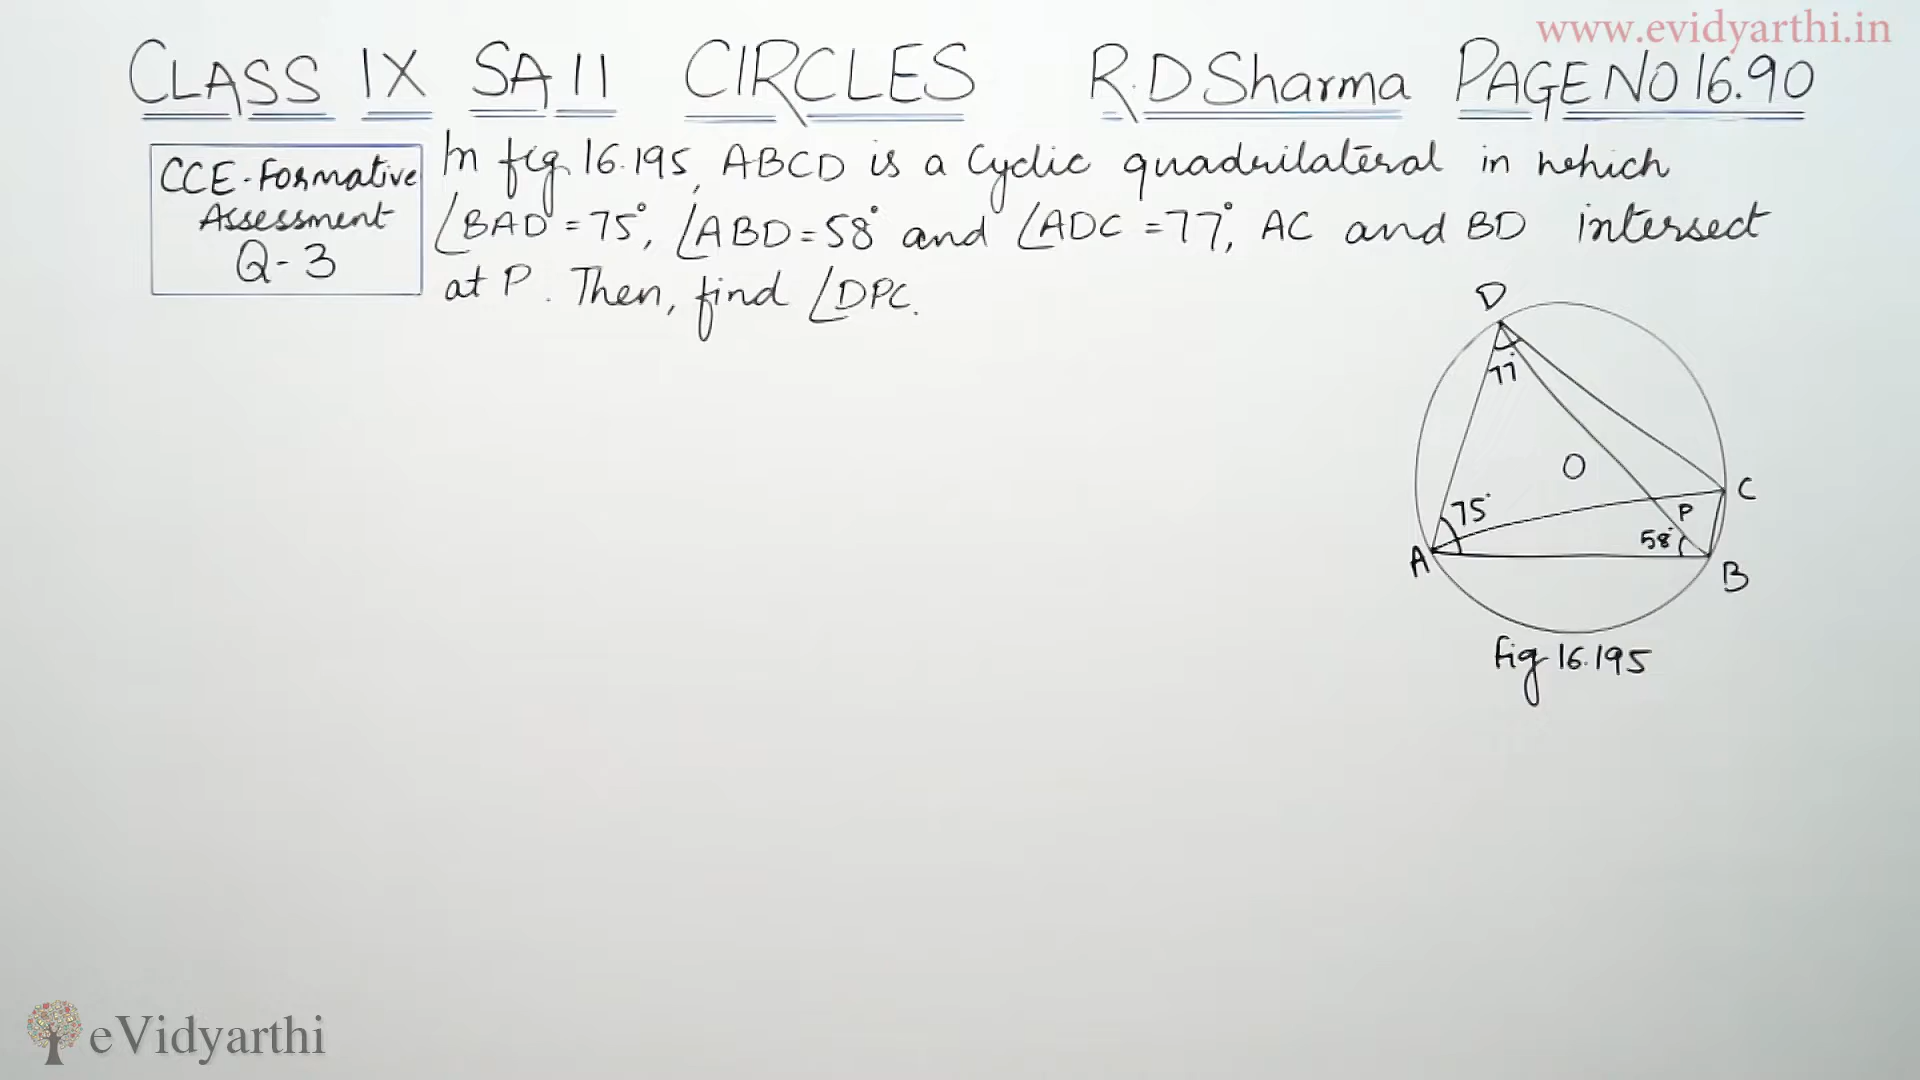 www.evidyarthi.in
CLASS IX SA II CIRCLES R.D Sharma PAGE NO 16.90
CCE-Formative
Assessment
Q-3
In fig. 16.195, ABCD is a Cyclic quadrilateral in which
∠BAD = 75°, ∠ABD = 58° and ∠ADC = 77°, AC and BD intersect
at P. Then, find ∠DPC.
D
77°
O
75°
C
P
58°
A
B
Fig 16.195
eVidyarthi